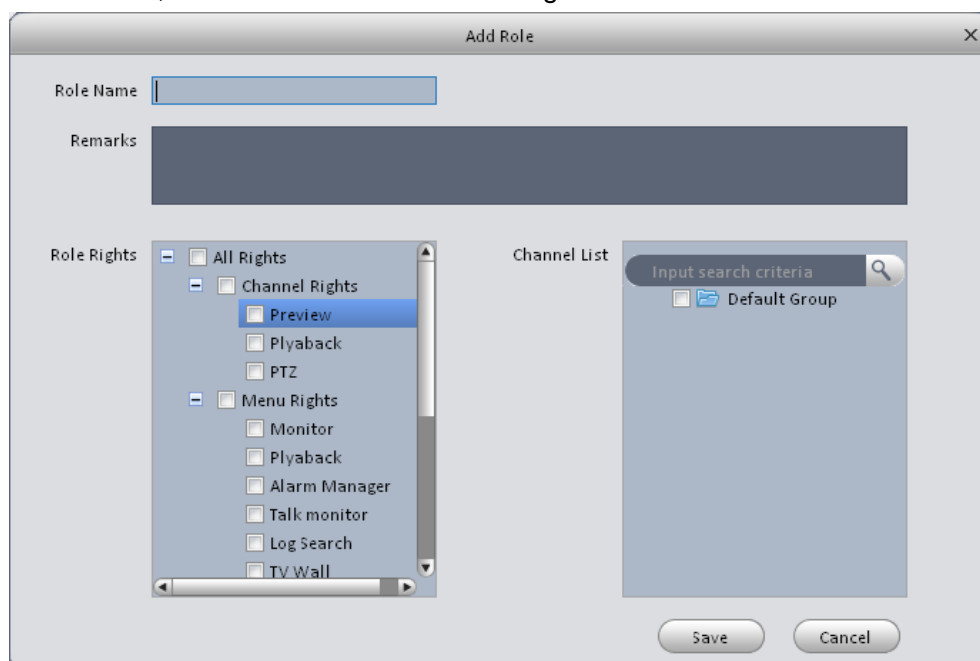 Add Role
Role Name
Remarks
Role Rights
All Rights
Channel Rights
Preview
Plyaback
PTZ
Menu Rights
Monitor
Plyaback
Alarm Manager
Talk monitor
Log Search
TV Wall
Channel List
Input search criteria
Default Group
Save
Cancel